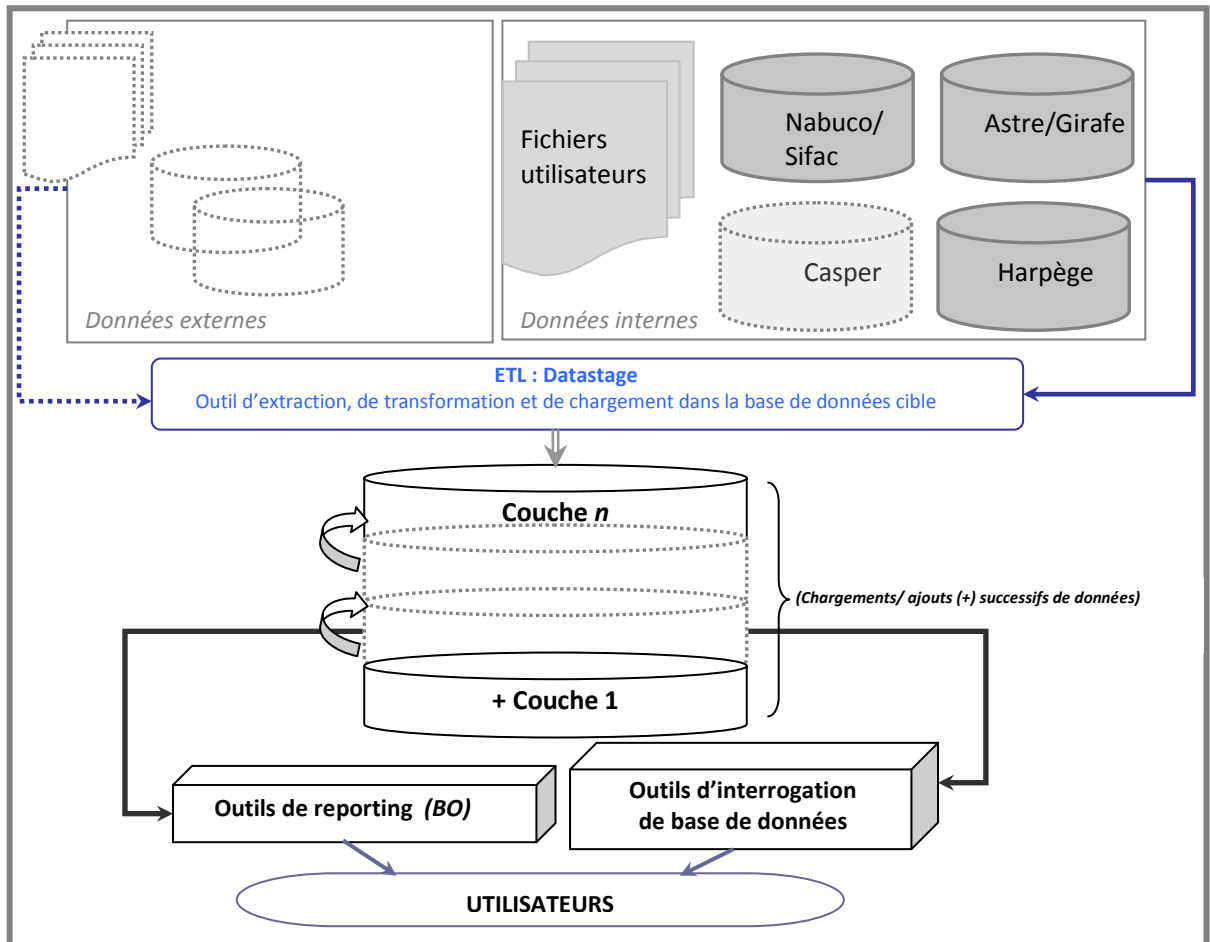 Fichiers
utilisateurs
Nabuco/
Sifac
Astre/Girafe
Casper
Harpège
Données externes
Données internes
ETL : Datastage
Outil d’extraction, de transformation et de chargement dans la base de données cible
Couche n
(Chargements/ ajouts (+) successifs de données)
+ Couche 1
Outils de reporting (BO)
Outils d’interrogation
de base de données
UTILISATEURS